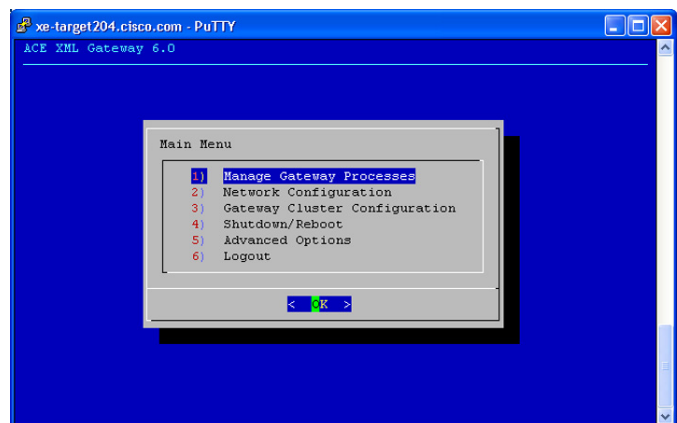 xe-target204.cisco.com - PuTTY
ACE XML Gateway 6.0
Main Menu
1) Manage Gateway Processes
2) Network Configuration
3) Gateway Cluster Configuration
4) Shutdown/Reboot
5) Advanced Options
6) Logout
< OK >